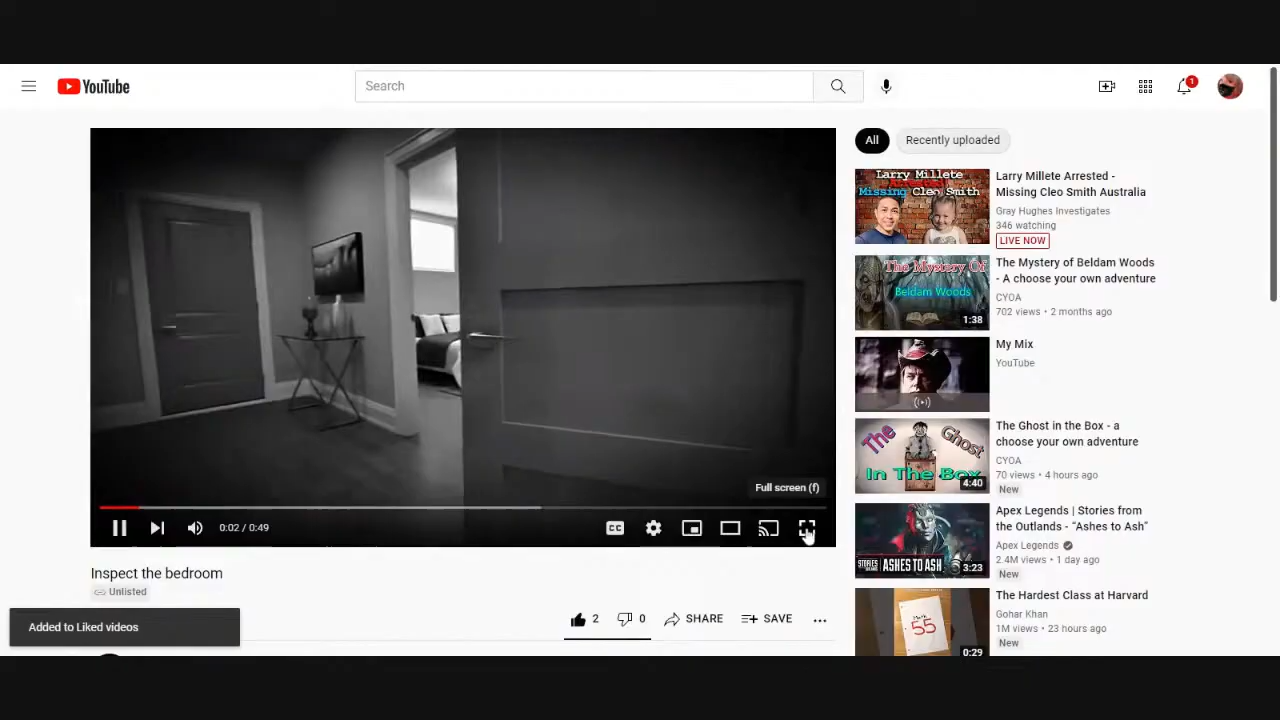 YouTube
Search
1
All
Recently uploaded
Full screen (f)
CC
0:02 / 0:49
Inspect the bedroom
Unlisted
2
0
SHARE
SAVE
Added to Liked videos
Larry Millete
Arrested
Missing Cleo Smith
Larry Millete Arrested -
Missing Cleo Smith Australia
Gray Hughes Investigates
346 watching
LIVE NOW
The Mystery Of
Beldam Woods
1:38
The Mystery of Beldam Woods
- A choose your own adventure
CYOA
702 views • 2 months ago
My Mix
YouTube
The
Ghost
In The Box
4:40
The Ghost in the Box - a
choose your own adventure
CYOA
70 views • 4 hours ago
New
STORIES
ASHES TO ASH
3:23
Apex Legends | Stories from
the Outlands - “Ashes to Ash”
Apex Legends
2.4M views • 1 day ago
New
55
0:29
The Hardest Class at Harvard
Gohar Khan
1M views • 23 hours ago
New